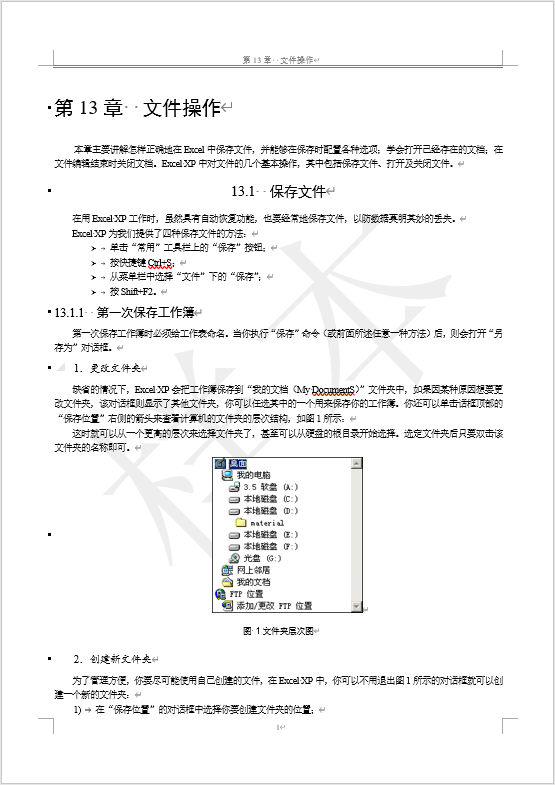 第 13 章  文件操作
第 13 章  文件操作
本章主要讲解怎样正确地在 Excel 中保存文件，并能够在保存时配置各种选项；学会打开已经存在的文档；在
文件编辑结束时关闭文档。Excel XP 中对文件的几个基本操作，其中包括保存文件、打开及关闭文件。
13.1  保存文件
在用 Excel XP 工作时，虽然具有自动恢复功能，也要经常地保存文件，以防数据莫明其妙的丢失。
Excel XP 为我们提供了四种保存文件的方法：
➢ 单击“常用”工具栏上的“保存”按钮；
➢ 按快捷键 Ctrl+S；
➢ 从菜单栏中选择“文件”下的“保存”；
➢ 按 Shift+F2。
13.1.1  第一次保存工作簿
第一次保存工作簿时必须给工作表命名。当你执行“保存”命令（或前面所述任意一种方法）后，则会打开“另
存为”对话框。
1．更改文件夹
缺省的情况下，Excel XP 会把工作簿保存到“我的文档（My DocumentS）”文件夹中，如果因某种原因想要更
改文件夹，该对话框则显示了其他文件夹，你可以任选其中的一个用来保存你的工作簿。你还可以单击话框顶部的
“保存位置”右侧的箭头来查看计算机的文件夹的层次结构，如图 1 所示：
这时就可以从一个更高的层次来选择文件夹了，甚至可以从硬盘的根目录开始选择。选定文件夹后只要双击该
文件夹的名称即可。
桌面
我的电脑
3.5 软盘 (A:)
本地磁盘 (C:)
本地磁盘 (D:)
material
本地磁盘 (E:)
本地磁盘 (F:)
光盘 (G:)
网上邻居
我的文档
FTP 位置
添加/更改 FTP 位置
图 1 文件夹层次图
2．创建新文件夹
为了管理方便，你要尽可能使用自己创建的文件，在 Excel XP 中，你可以不用退出图 1 所示的对话框就可以创
建一个新的文件夹：
1) 在“保存位置”的对话框中选择你要创建文件夹的位置；
1
样本